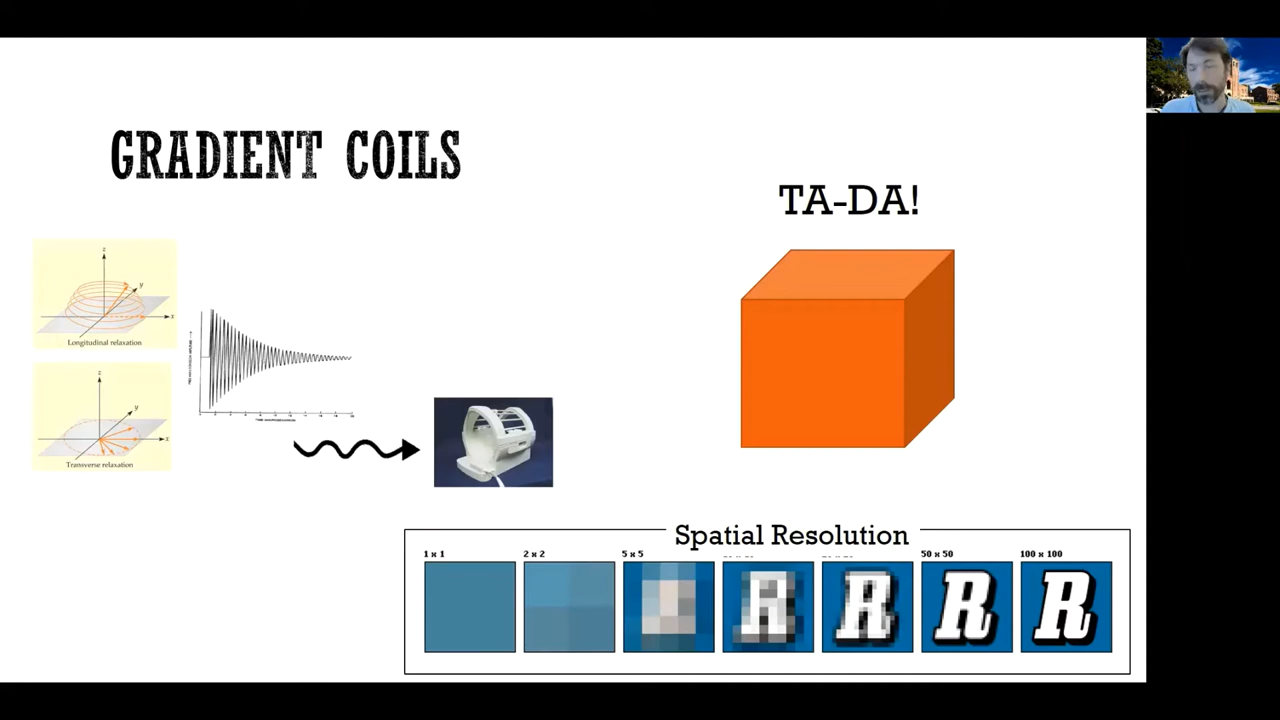 GRADIENT COILS
TA-DA!
z
y
x
Longitudinal relaxation
z
y
x
Transverse relaxation
Spatial Resolution
1 x 1
2 x 2
5 x 5
50 x 50
100 x 100
R
R
R
R